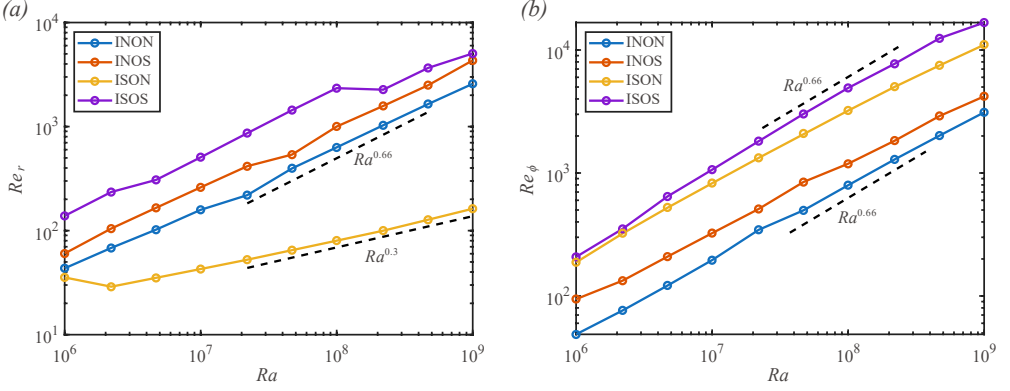 (a)
10^4
10^3
10^2
10^1
Re_r
INON
INOS
ISON
ISOS
Ra^0.66
Ra^0.3
10^6
10^7
10^8
10^9
Ra
(b)
10^4
10^3
10^2
Re_ϕ
INON
INOS
ISON
ISOS
Ra^0.66
Ra^0.66
10^6
10^7
10^8
10^9
Ra